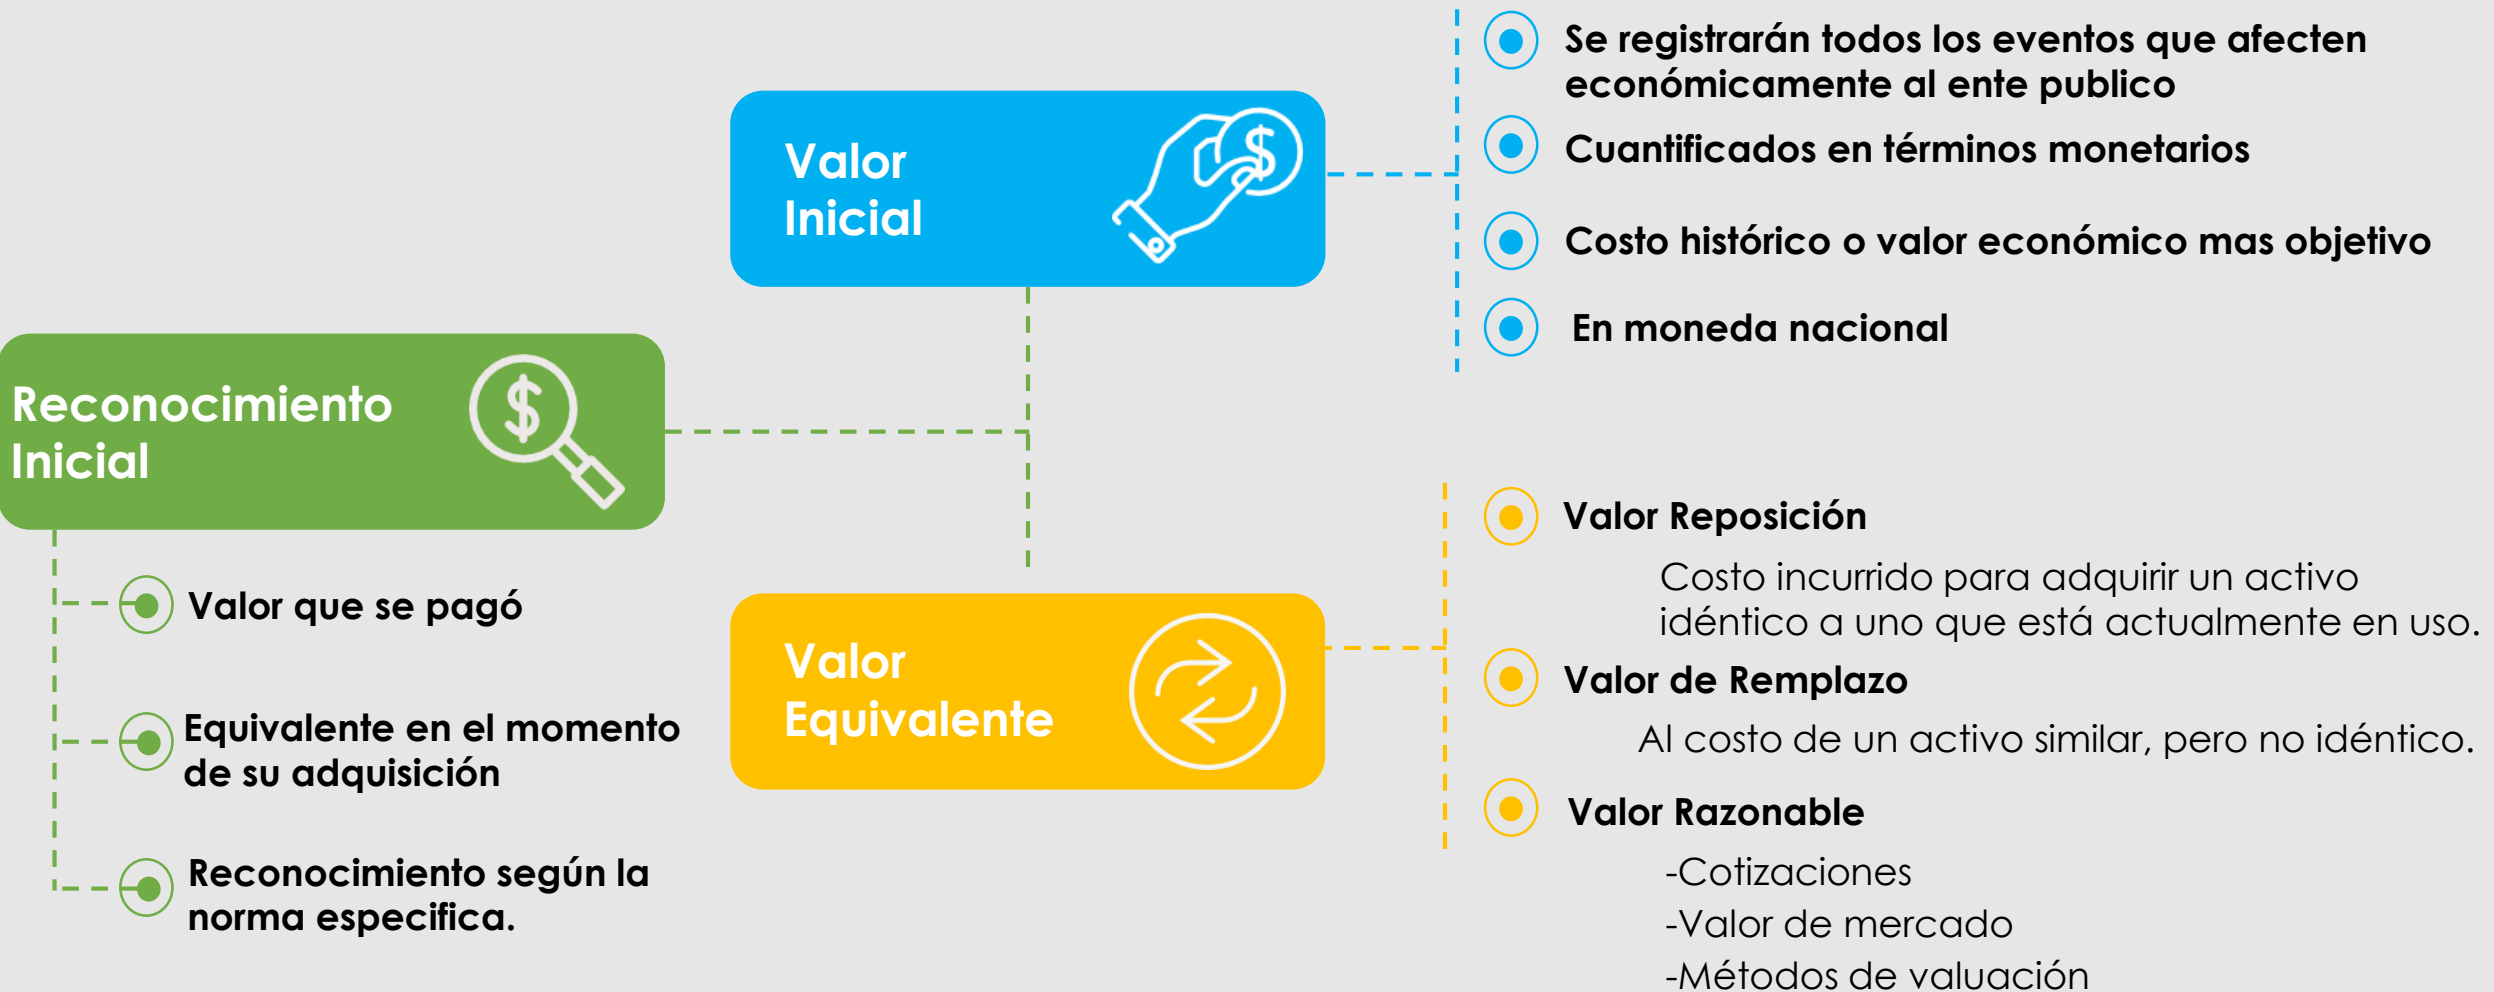 Reconocimiento
Inicial
Valor que se pagó
Equivalente en el momento
de su adquisición
Reconocimiento según la
norma especifica.
Valor
Inicial
Se registrarán todos los eventos que afecten
económicamente al ente publico
Cuantificados en términos monetarios
Costo histórico o valor económico mas objetivo
En moneda nacional
Valor
Equivalente
Valor Reposición
Costo incurrido para adquirir un activo
idéntico a uno que está actualmente en uso.
Valor de Remplazo
Al costo de un activo similar, pero no idéntico.
Valor Razonable
-Cotizaciones
-Valor de mercado
-Métodos de valuación